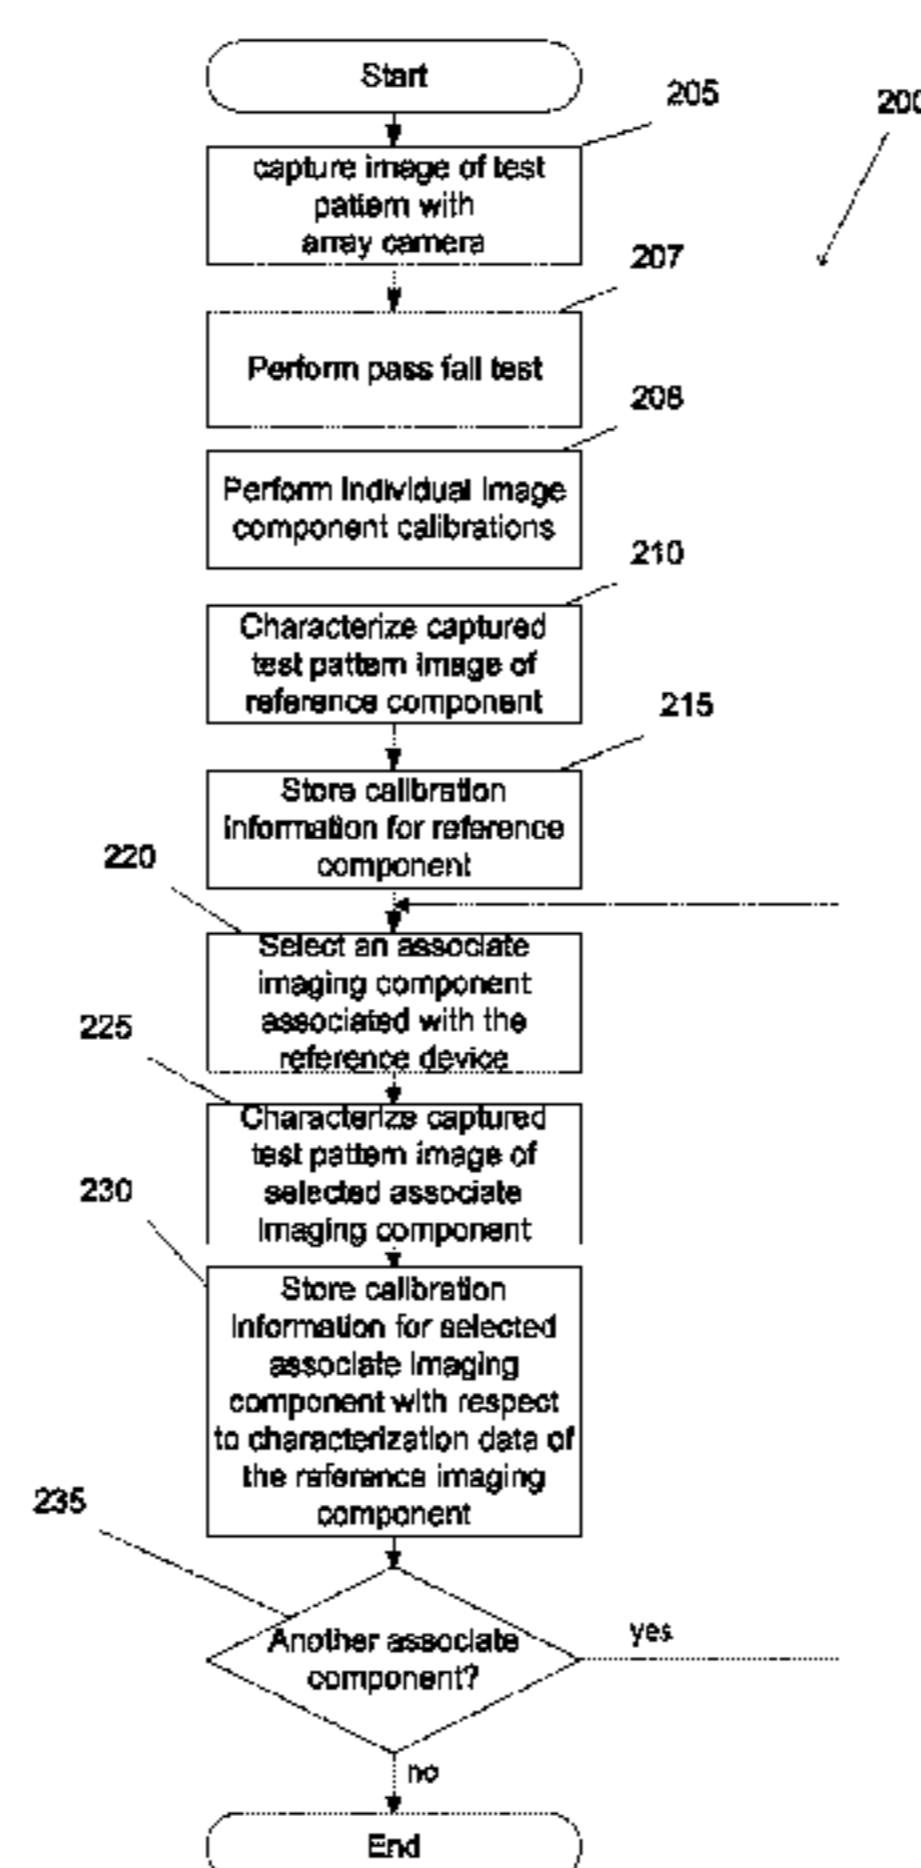 Start
205
200
capture image of test
pattern with
array camera
207
Perform pass fail test
208
Perform individual image
component calibrations
210
Characterize captured
test pattern image of
reference component
215
Store calibration
information for reference
component
220
Select an associate
imaging component
associated with the
reference device
225
Characterize captured
test pattern image of
selected associate
imaging component
230
Store calibration
information for selected
associate imaging
component with respect
to characterization data of
the reference imaging
component
235
Another associate
component?
yes
no
End